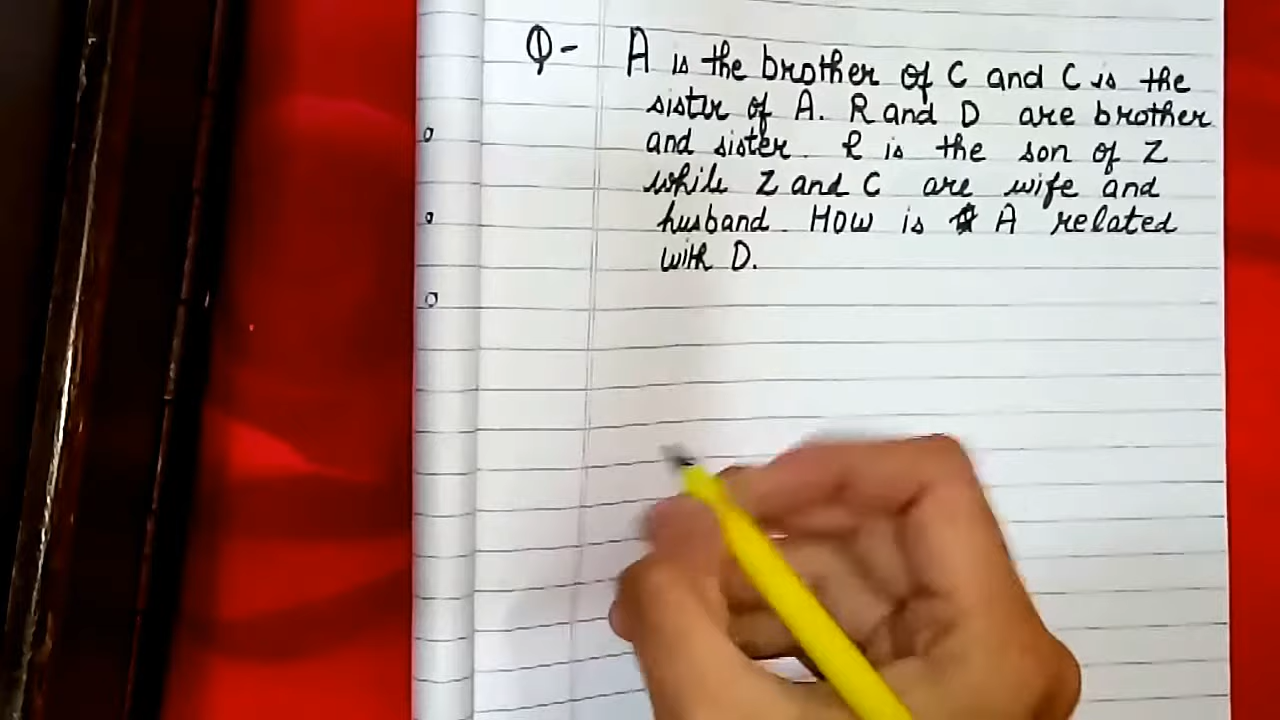 Q- A is the brother of C and C is the
sister of A. R and D are brother
and sister. R is the son of Z
while Z and C are wife and
husband. How is A related
with D.